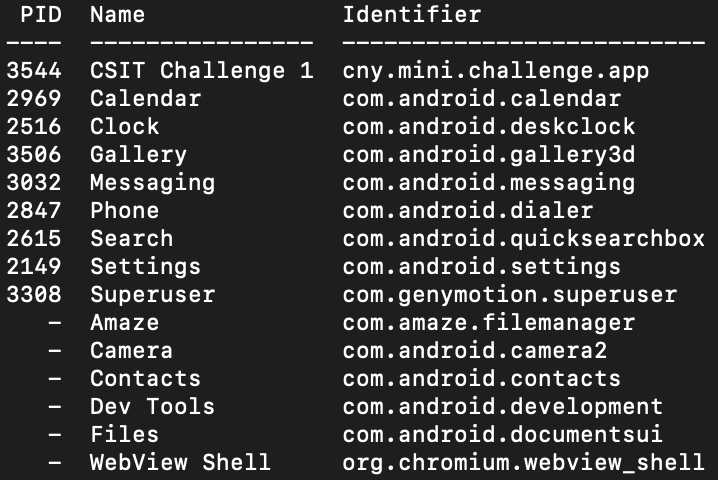 PID  Name              Identifier
----  ----------------  --------------------------
3544  CSIT Challenge 1  cny.mini.challenge.app
2969  Calendar          com.android.calendar
2516  Clock             com.android.deskclock
3506  Gallery           com.android.gallery3d
3032  Messaging         com.android.messaging
2847  Phone             com.android.dialer
2615  Search            com.android.quicksearchbox
2149  Settings          com.android.settings
3308  Superuser         com.genymotion.superuser
   -  Amaze             com.amaze.filemanager
   -  Camera            com.android.camera2
   -  Contacts          com.android.contacts
   -  Dev Tools         com.android.development
   -  Files             com.android.documentsui
   -  WebView Shell     org.chromium.webview_shell